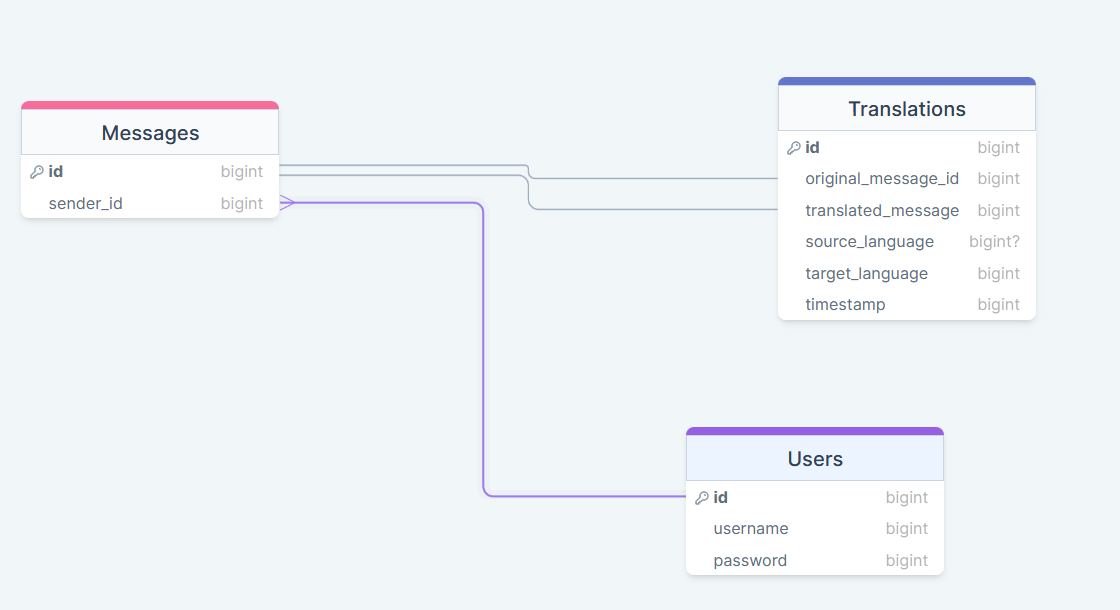 Messages
id bigint
sender_id bigint
Translations
id bigint
original_message_id bigint
translated_message bigint
source_language bigint?
target_language bigint
timestamp bigint
Users
id bigint
username bigint
password bigint